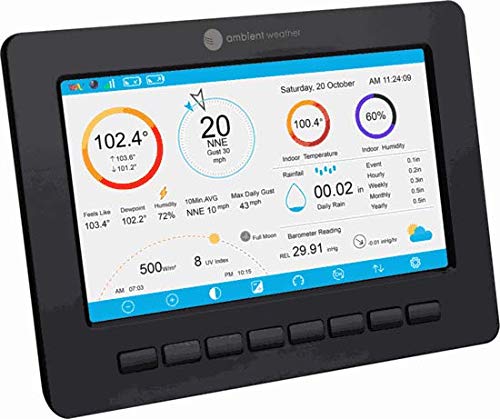 ambient weather
Saturday, 20 October AM 11:24:09
102.4°
↑103.6°
↓101.2°
Feels Like
103.4°
Dewpoint
102.2°
Humidity
72%
20
NNE
Gust 30
mph
10Min.AVG
NNE 10 mph
Max Daily Gust
43 mph
100.4°
Indoor Temperature
60%
Indoor Humidity
Rainfall
00.02 in
Daily Rain
Event 0.1in
Hourly 0.1in
Weekly 0.2in
Monthly 0.3in
Yearly 0.5in
Full Moon
500 W/m²
8 UV Index
AM 07:03
PM 10:15
Barometer Reading
REL 29.91 inHg
-0.01 inHg/hr